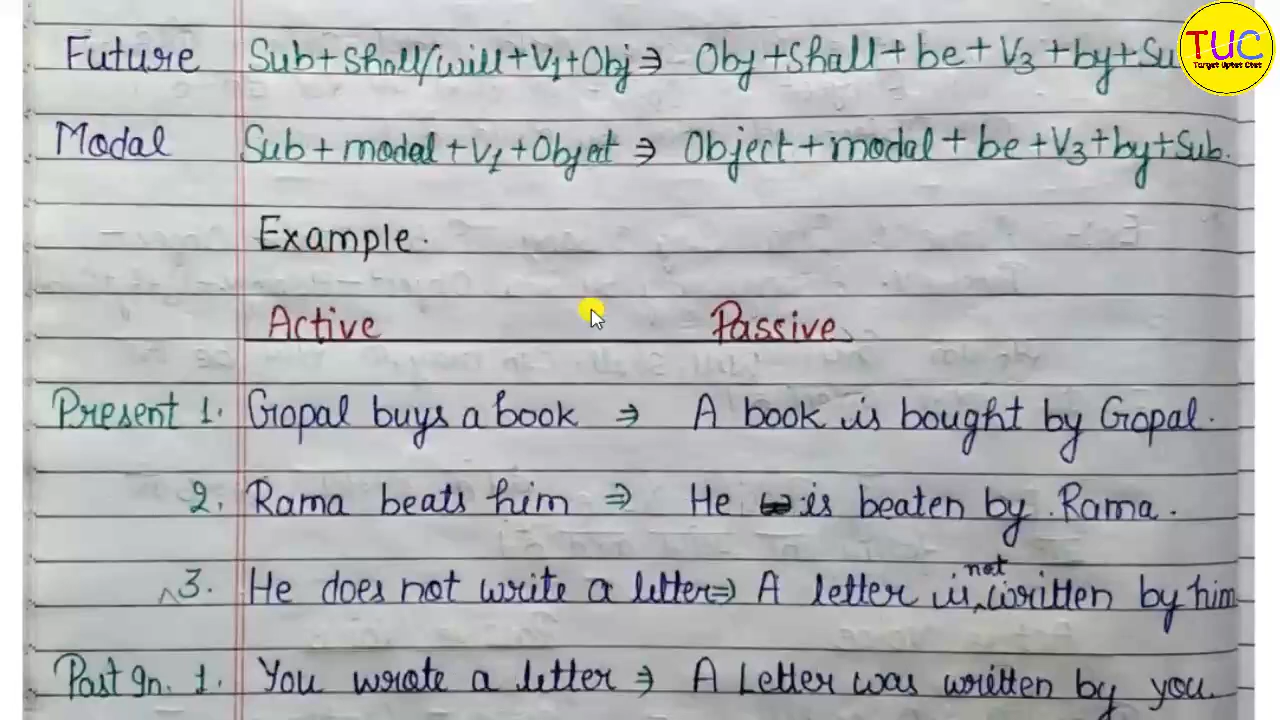 Future Sub+Shall/will+V1+Obj ⇒ Obj+Shall+be+V3+by+Su
TUC
Target Uptet Ctet
Modal Sub+modal+V1+Object ⇒ Object+modal+be+V3+by+Sub.
Example.
Active Passive
Present 1. Gopal buys a book ⇒ A book is bought by Gopal.
2. Rama beats him ⇒ He is beaten by Rama.
3. He does not write a letter ⇒ A letter is not written by him
Past In. 1. You wrote a letter ⇒ A Letter was written by you.